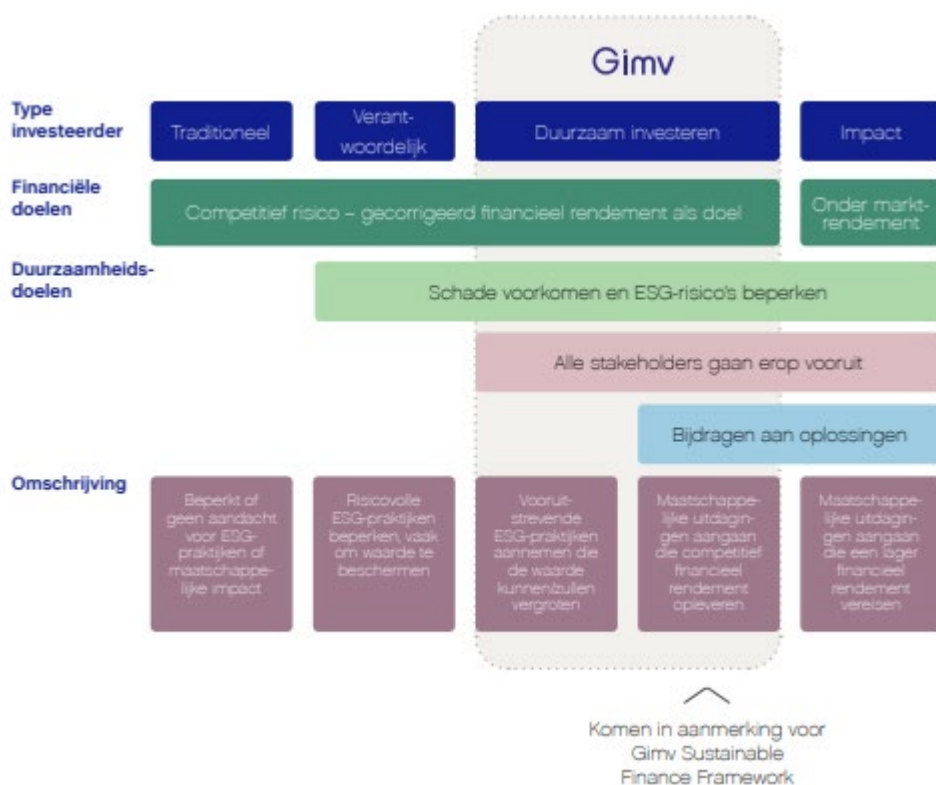 Gimv
Type
investeerder
Traditioneel
Verant-
woordelijk
Duurzaam investeren
Impact
Financiële
doelen
Competitief risico – gecorrigeerd financieel rendement als doel
Onder markt-
rendement
Duurzaamheids-
doelen
Schade voorkomen en ESG-risico's beperken
Alle stakeholders gaan erop vooruit
Bijdragen aan oplossingen
Omschrijving
Beperkt of
geen aandacht
voor ESG-
praktijken of
maatschappe-
lijke impact
Risicovolle
ESG-praktijken
beperken, vaak
om waarde te
beschermen
Vooruit-
strevende
ESG-praktijken
aannemen die
de waarde
kunnen/zullen
vergroten
Maatschappe-
lijke uitdagin-
gen aangaan
die competitief
financieel
rendement
opleveren
Maatschappe-
lijke uitdagin-
gen aangaan
die een lager
financieel
rendement
vereisen
Komen in aanmerking voor
Gimv Sustainable
Finance Framework